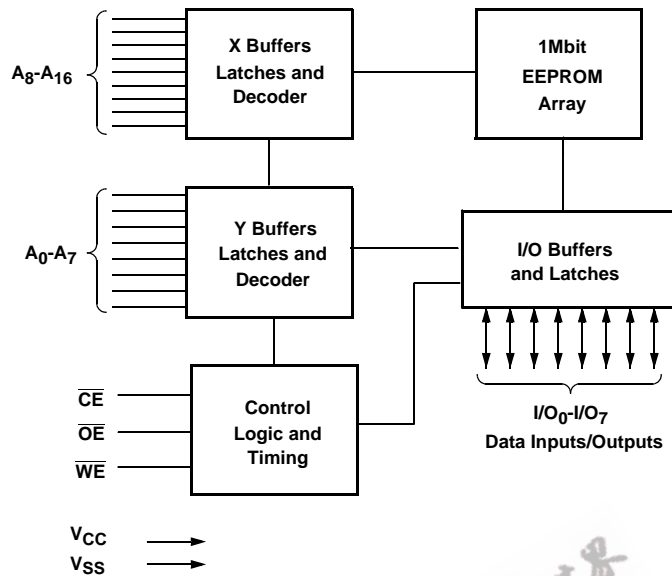 A8-A16
X Buffers
Latches and
Decoder
1Mbit
EEPROM
Array
A0-A7
Y Buffers
Latches and
Decoder
I/O Buffers
and Latches
CE
OE
WE
Control
Logic and
Timing
I/O0-I/O7
Data Inputs/Outputs
VCC
VSS